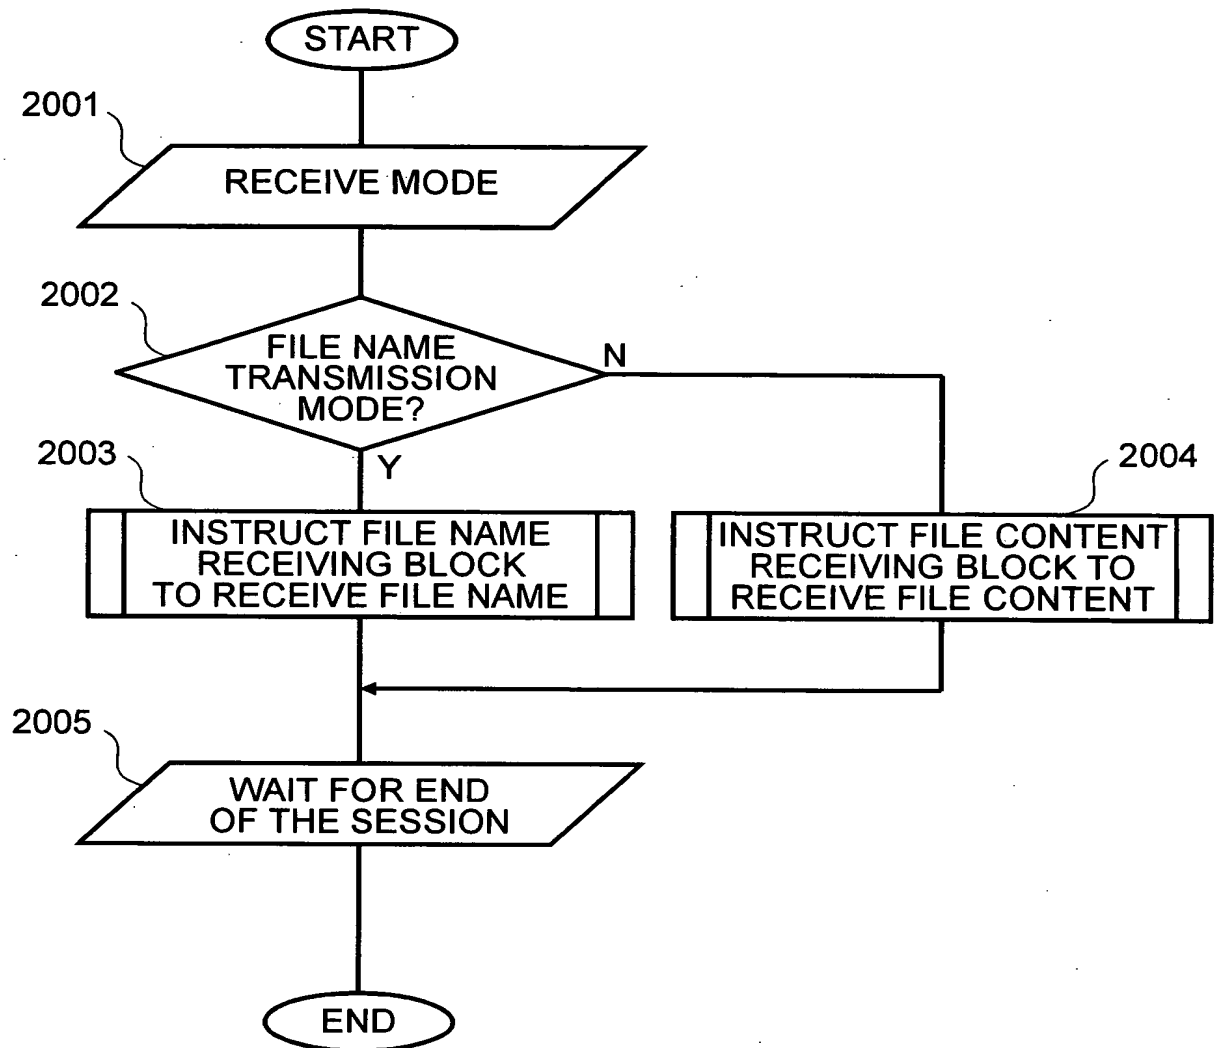 START
2001
RECEIVE MODE
2002
FILE NAME
TRANSMISSION
MODE?
N
Y
2003
INSTRUCT FILE NAME
RECEIVING BLOCK
TO RECEIVE FILE NAME
2004
INSTRUCT FILE CONTENT
RECEIVING BLOCK TO
RECEIVE FILE CONTENT
2005
WAIT FOR END
OF THE SESSION
END